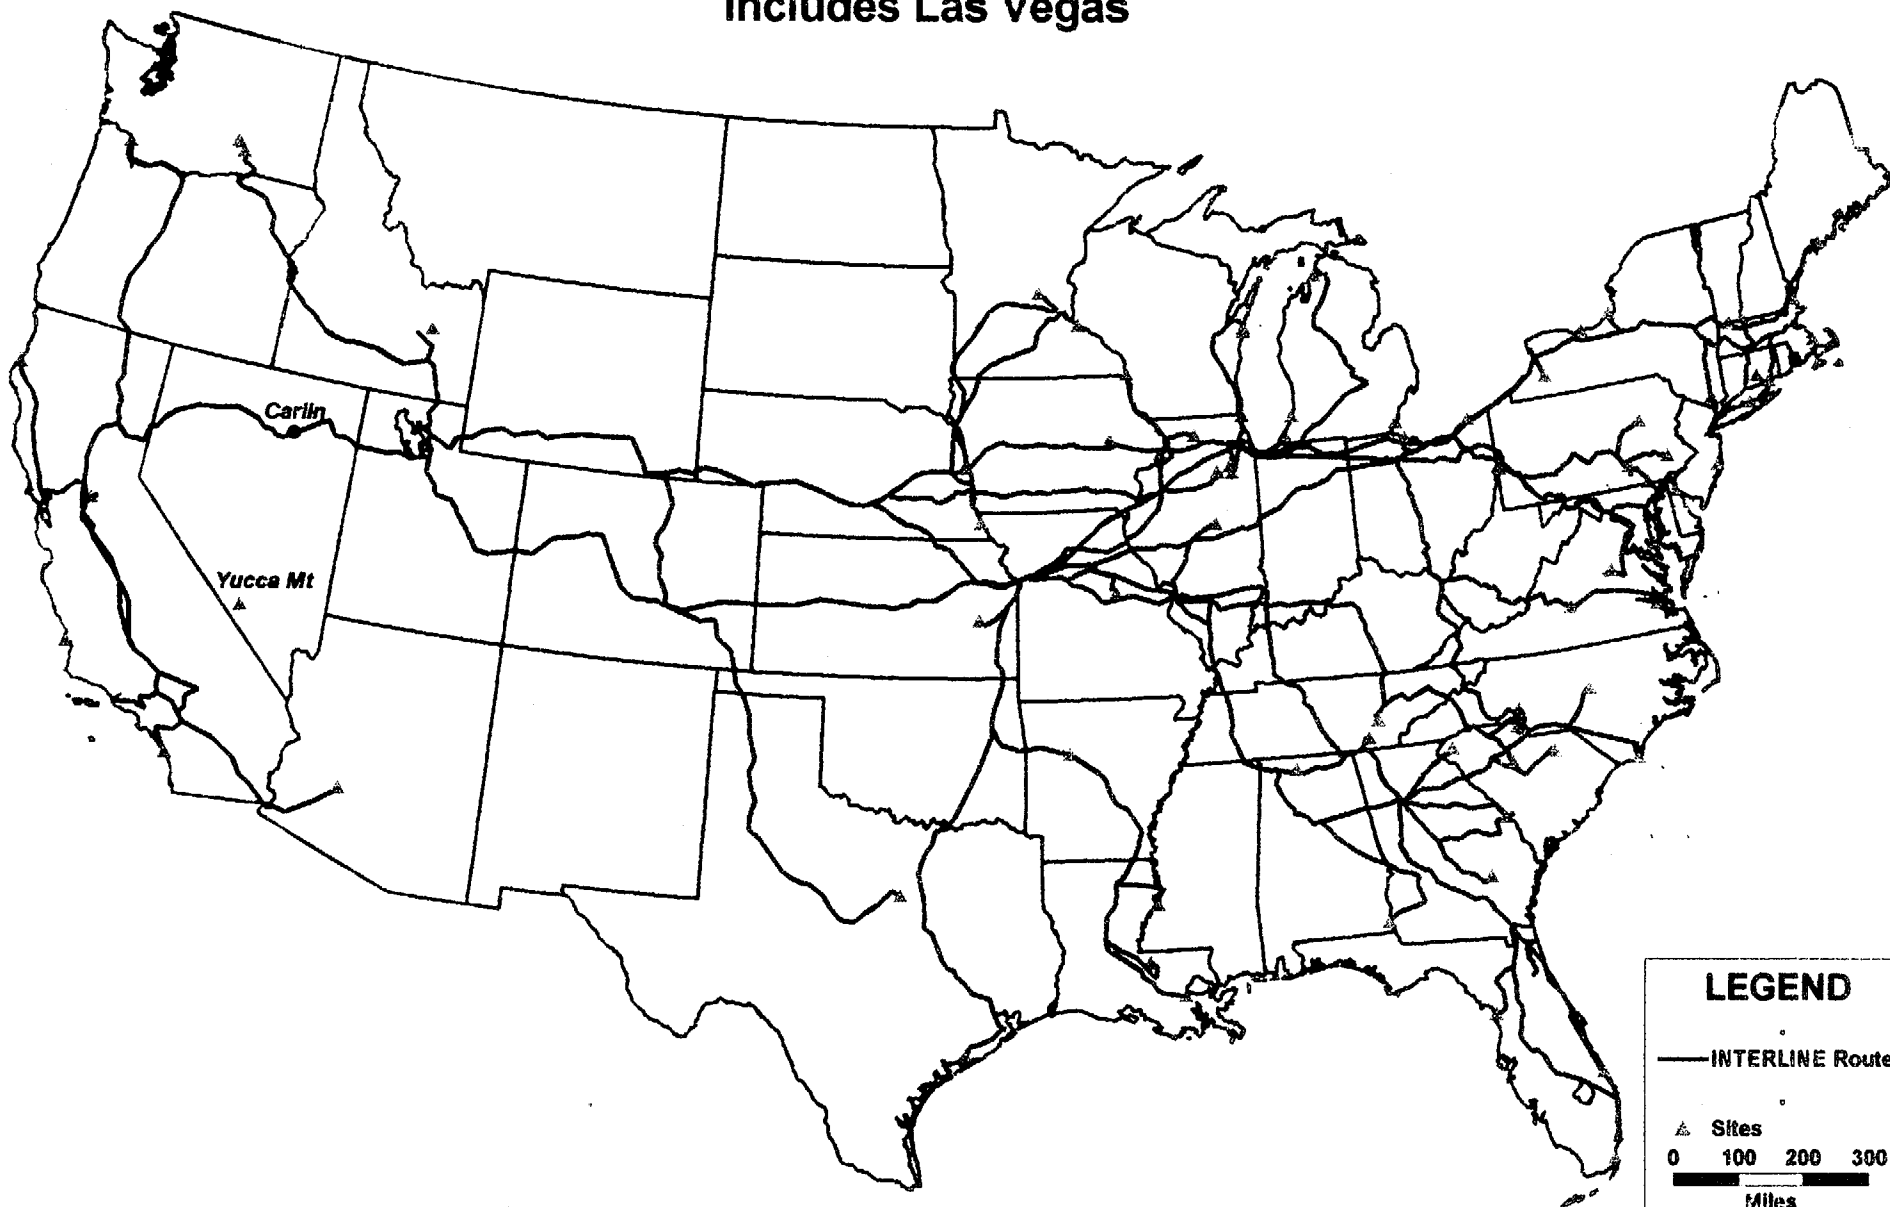 Includes Las Vegas
Carlin
Yucca Mt
LEGEND
INTERLINE Route
Sites
0 100 200 300
Miles